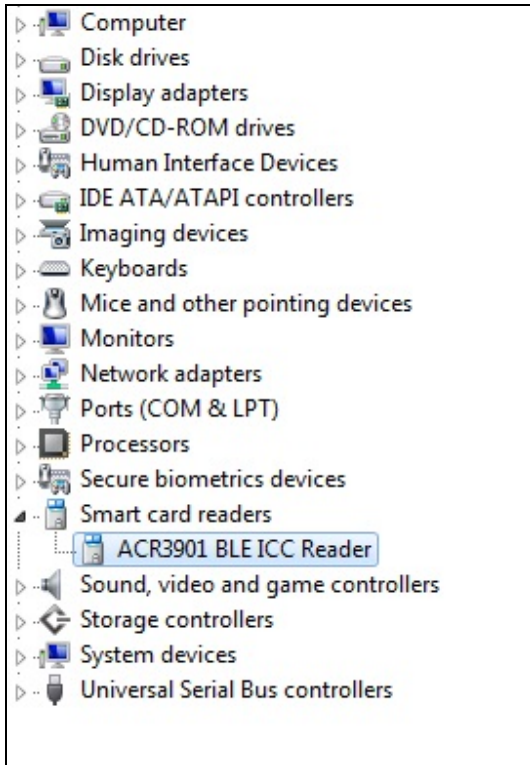 Computer
Disk drives
Display adapters
DVD/CD-ROM drives
Human Interface Devices
IDE ATA/ATAPI controllers
Imaging devices
Keyboards
Mice and other pointing devices
Monitors
Network adapters
Ports (COM & LPT)
Processors
Secure biometrics devices
Smart card readers
ACR3901 BLE ICC Reader
Sound, video and game controllers
Storage controllers
System devices
Universal Serial Bus controllers